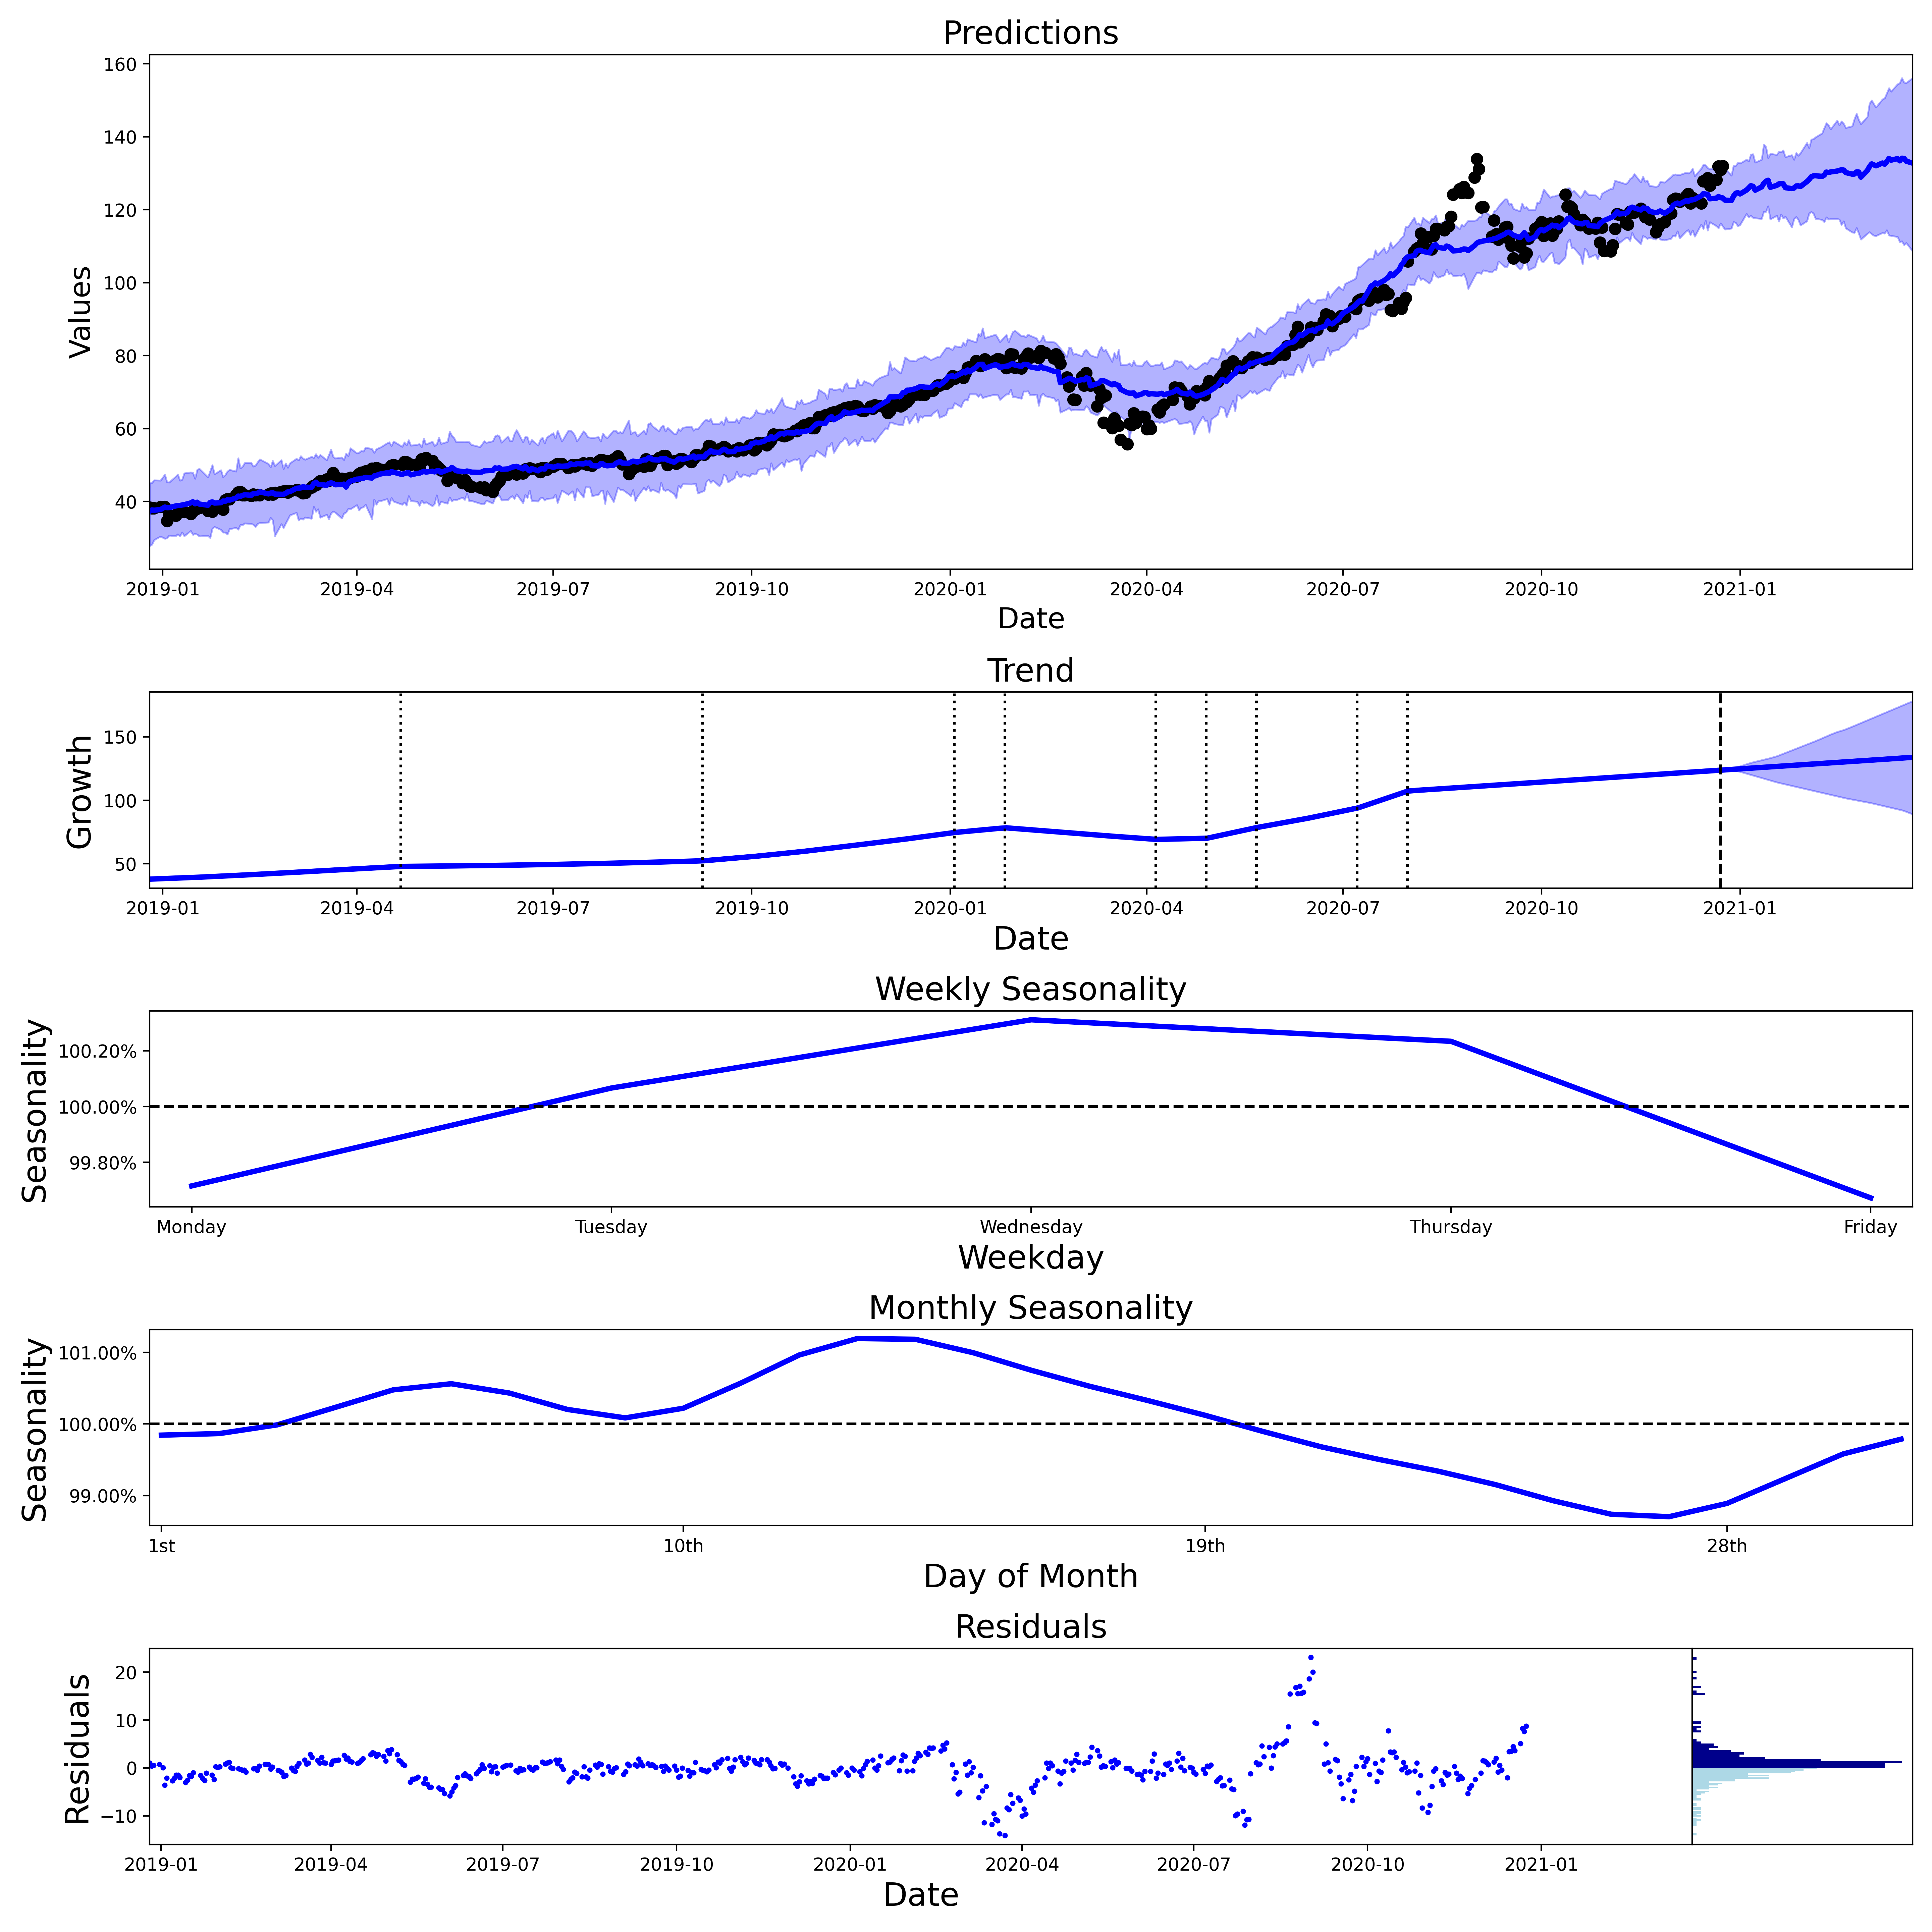 Predictions
Values
160
140
120
100
80
60
40
2019-01 2019-04 2019-07 2019-10 2020-01 2020-04 2020-07 2020-10 2021-01
Date
Trend
Growth
150
100
50
2019-01 2019-04 2019-07 2019-10 2020-01 2020-04 2020-07 2020-10 2021-01
Date
Weekly Seasonality
Seasonality
100.20%
100.00%
99.80%
Monday Tuesday Wednesday Thursday Friday
Weekday
Monthly Seasonality
Seasonality
101.00%
100.00%
99.00%
1st 10th 19th 28th
Day of Month
Residuals
Residuals
20
10
0
−10
2019-01 2019-04 2019-07 2019-10 2020-01 2020-04 2020-07 2020-10 2021-01
Date